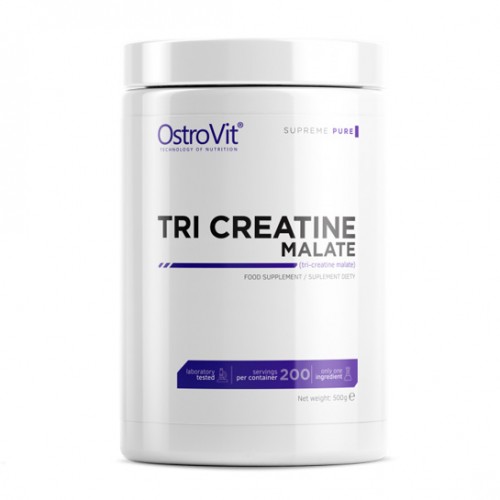 OstroVit®
TECHNOLOGY OF NUTRITION
SUPREME PURE
TRI CREATINE
MALATE
(tri-creatine malate)
FOOD SUPPLEMENT / SUPLEMENT DIETY
laboratory tested
servings per container 200
only one ingredient
Net weight: 500g ℮